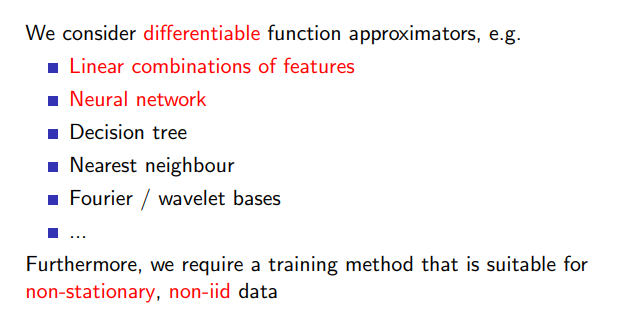 We consider differentiable function approximators, e.g.
Linear combinations of features
Neural network
Decision tree
Nearest neighbour
Fourier / wavelet bases
...
Furthermore, we require a training method that is suitable for
non-stationary, non-iid data